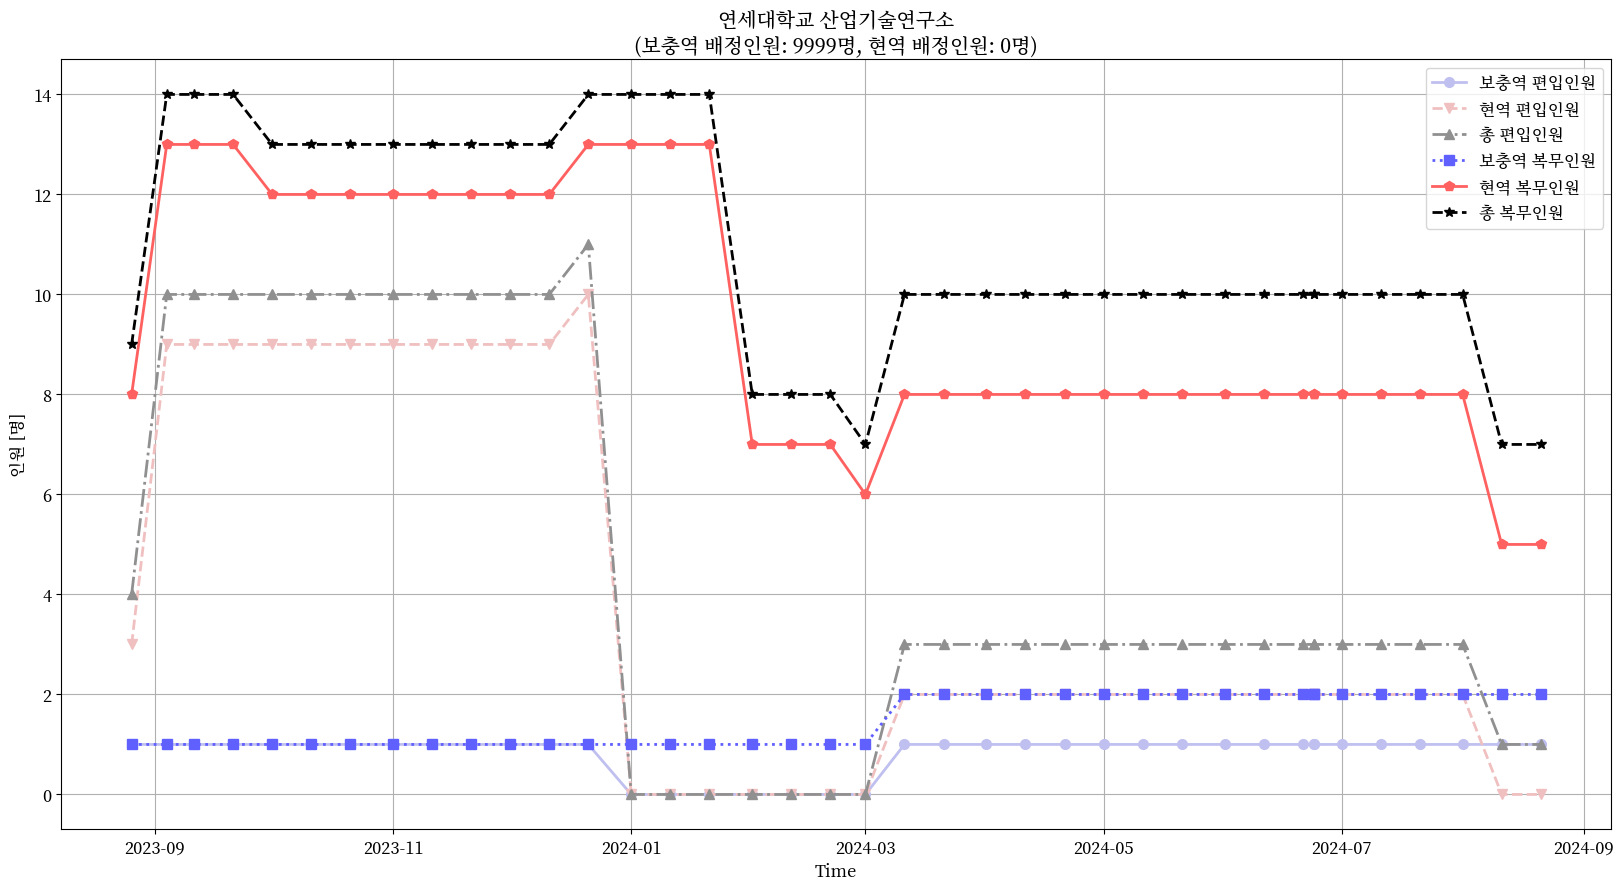 연세대학교 산업기술연구소
(보충역 배정인원: 9999명, 현역 배정인원: 0명)
보충역 편입인원
현역 편입인원
총 편입인원
보충역 복무인원
현역 복무인원
총 복무인원
인원 [명]
14
12
10
8
6
4
2
0
2023-09
2023-11
2024-01
2024-03
2024-05
2024-07
2024-09
Time